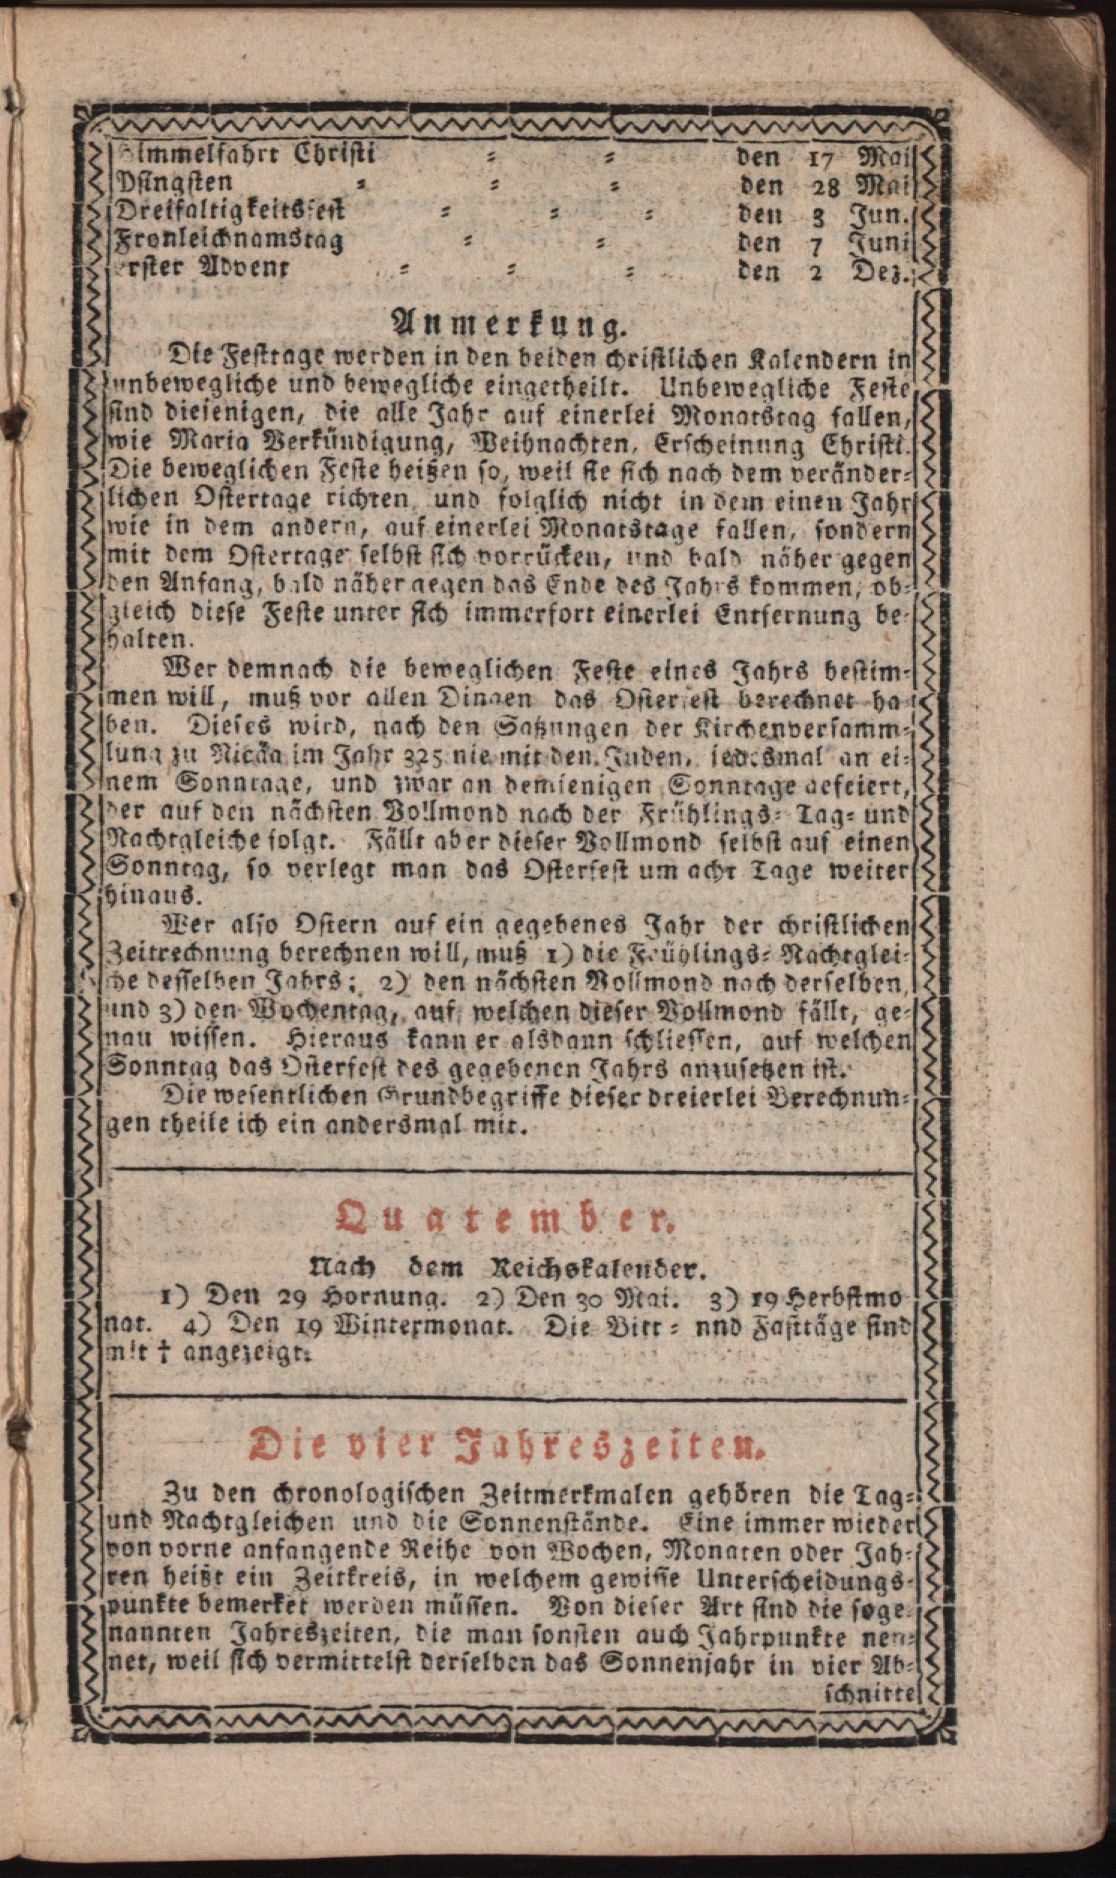 Himmelfahrt Christi = = den 17 Mai
Pfingsten = = = den 28 Mai
Dreifaltigkeitsfest = = = den 3 Jun.
Fronleichnamstag = = den 7 Juni
Erster Advent = = = den 2 Dez.
Anmerkung.
Die Festtage werden in den beiden christlichen Kalendern in
unbewegliche und bewegliche eingetheilt. Unbewegliche Feste
sind diejenigen, die alle Jahr auf einerlei Monatstag fallen,
wie Maria Verkündigung, Weihnachten, Erscheinung Christi.
Die beweglichen Feste heißen so, weil sie sich nach dem veränder=
lichen Ostertage richten und folglich nicht in dem einen Jahr
wie in dem andern, auf einerlei Monatstage fallen, sondern
mit dem Ostertage selbst sich vorrücken, und bald näher gegen
den Anfang, bald näher gegen das Ende des Jahrs kommen, ob=
gleich diese Feste unter sich immerfort einerlei Entfernung be=
halten.
Wer demnach die beweglichen Feste eines Jahrs bestim=
men will, muß vor allen Dingen das Osterfest berechnet ha=
ben. Dieses wird, nach den Satzungen der Kirchenversamm=
lung zu Nicäa im Jahr 325 nie mit den Juden, jedesmal an ei=
nem Sonntage, und zwar an demjenigen Sonntage gefeiert,
der auf den nächsten Vollmond nach der Frühlings= Tag= und
Nachtgleiche folgt. Fällt aber dieser Vollmond selbst auf einen
Sonntag, so verlegt man das Osterfest um acht Tage weiter
hinaus.
Wer also Ostern auf ein gegebenes Jahr der christlichen
Zeitrechnung berechnen will, muß 1) die Frühlings= Nachtglei=
che desselben Jahrs; 2) den nächsten Vollmond nach derselben,
und 3) den Wochentag, auf welchen dieser Vollmond fällt, ge=
nau wissen. Hieraus kann er alsdann schliessen, auf welchen
Sonntag das Osterfest des gegebenen Jahrs anzusetzen ist.
Die wesentlichen Grundbegriffe dieser dreierlei Berechnun=
gen theile ich ein andersmal mit.
Quatember.
Nach dem Reichskalender.
1) Den 29 Hornung. 2) Den 30 Mai. 3) 19 Herbstmo
nat. 4) Den 19 Wintermonat. Die Bitt= nnd Fasttäge sind
mit † angezeigt.
Die vier Jahreszeiten.
Zu den chronologischen Zeitmerkmalen gehören die Tag=
und Nachtgleichen und die Sonnenstände. Eine immer wieder
von vorne anfangende Reihe von Wochen, Monaten oder Jah=
ren heißt ein Zeitkreis, in welchem gewisse Unterscheidungs=
punkte bemerket werden müssen. Von dieser Art sind die soge
nannten Jahreszeiten, die man sonsten auch Jahrpunkte nen=
net, weil sich vermittelst derselben das Sonnenjahr in vier Ab=
schnitte